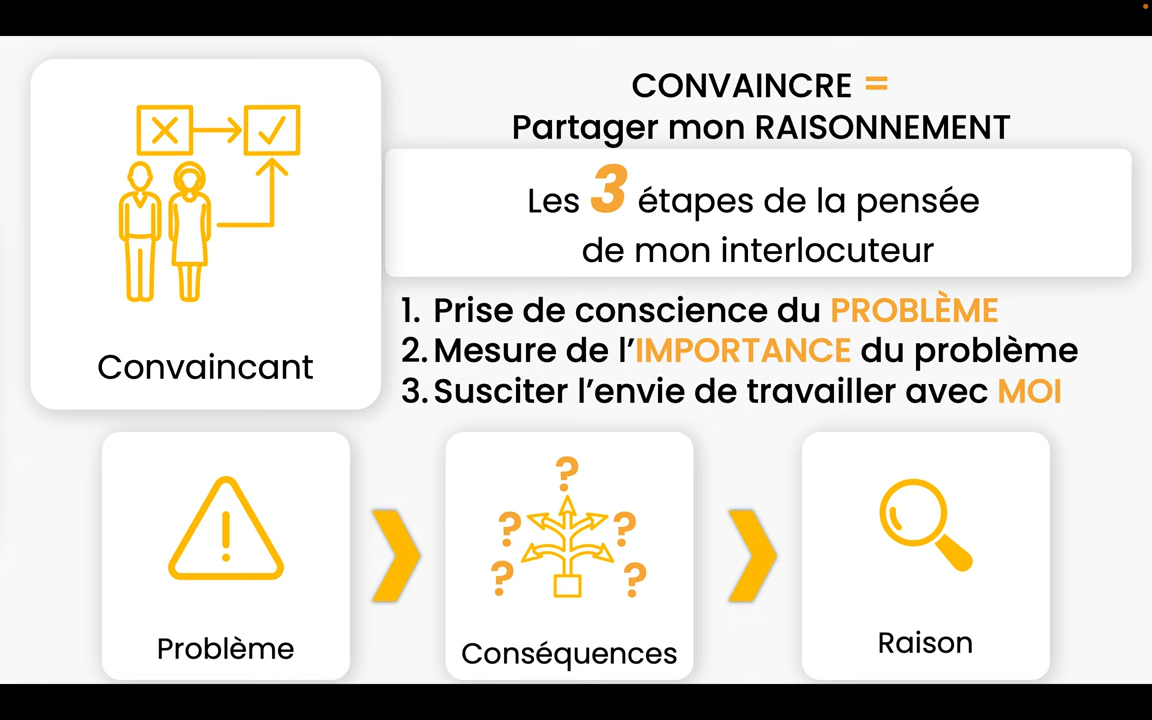 Convaincant
CONVAINCRE =
Partager mon RAISONNEMENT
Les 3 étapes de la pensée
de mon interlocuteur
1. Prise de conscience du PROBLÈME
2. Mesure de l'IMPORTANCE du problème
3. Susciter l'envie de travailler avec MOI
!
Problème
?
? ?
? ?
Conséquences
Raison